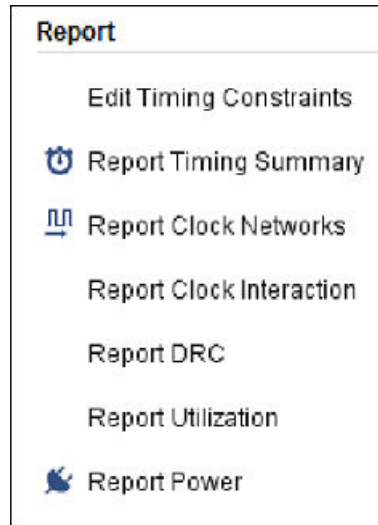 Report
Edit Timing Constraints
Report Timing Summary
Report Clock Networks
Report Clock Interaction
Report DRC
Report Utilization
Report Power